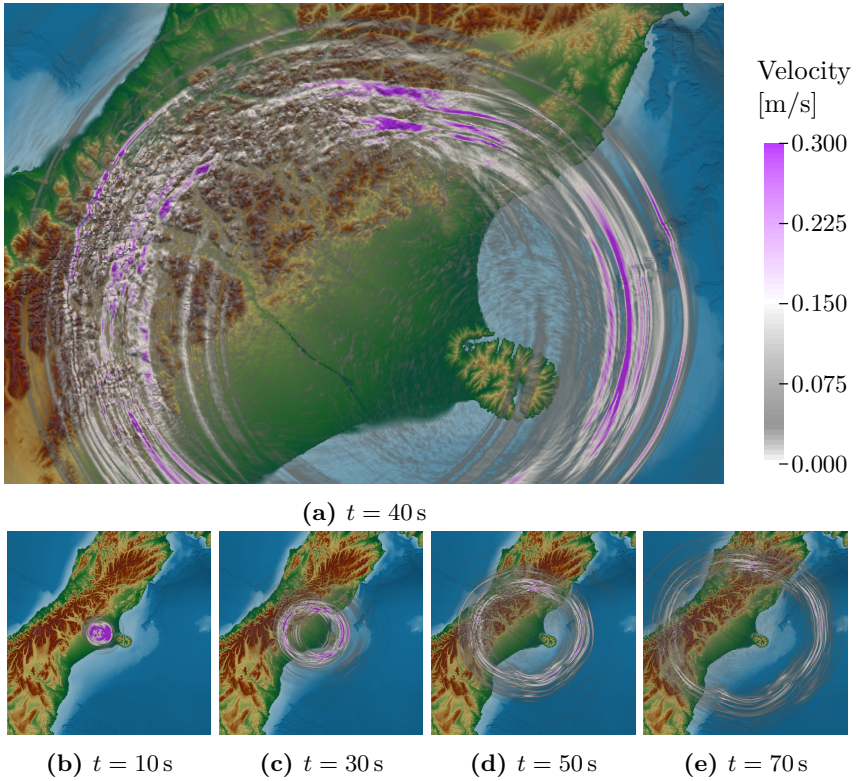 Velocity
[m/s]
0.300
0.225
0.150
0.075
0.000
(a) t = 40 s
(b) t = 10 s
(c) t = 30 s
(d) t = 50 s
(e) t = 70 s